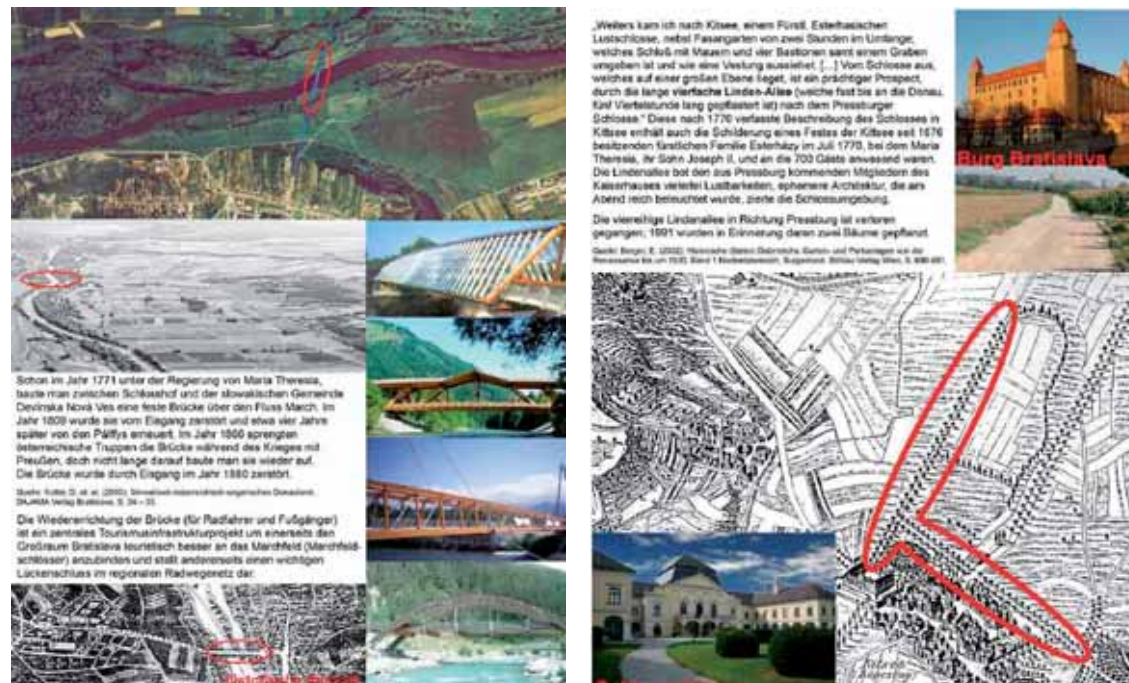 Schon im Jahr 1771 unter der Regierung von Maria Theresia,
baute man zwischen Schlosshof und der slowakischen Gemeinde
Devinska Nová Ves eine feste Brücke über den Fluss March. Im
Jahr 1809 wurde sie vom Eisgang zerstört und etwa vier Jahre
später von den Pálffys erneuert. Im Jahr 1866 sprengten
österreichische Truppen die Brücke während des Krieges mit
Preußen, doch nicht lange darauf baute man sie wieder auf.
Die Brücke wurde durch Eisgang im Jahr 1880 zerstört.
DAJAMA Verlag Bratislava, S. 34 – 35.
Die Wiedererrichtung der Brücke (für Radfahrer und Fußgänger)
ist ein zentrales Tourismusinfrastrukturprojekt um einerseits den
Großraum Bratislava touristisch besser an das Marchfeld (Marchfeld-
schlösser) anzubinden und stellt andererseits einen wichtigen
Lückenschluss im regionalen Radwegenetz dar.
„Weiters kam ich nach Kitsee, einem Fürstl. Esterhasischen
Lustschlosse, nebst Fasangarten von zwei Stunden im Umfange;
welches Schloß mit Mauern und vier Bastionen samt einem Graben
umgeben ist und wie eine Vestung aussiehet. [...] Vom Schlosse aus,
welches auf einer großen Ebene lieget, ist ein prächtiger Prospect,
durch die lange vierfache Linden-Allee (welche fast bis an die Donau,
fünf Viertelstunde lang gepflastert ist) nach dem Pressburger
Schlosse." Diese nach 1770 verfasste Beschreibung des Schlosses in
Kittsee enthält auch die Schilderung eines Festes der Kittsee seit 1676
besitzenden fürstlichen Familie Esterházy im Juli 1770, bei dem Maria
Theresia, ihr Sohn Joseph II. und an die 700 Gäste anwesend waren.
Die Lindenallee bot den aus Pressburg kommenden Mitgliedern des
Kaiserhauses vielerlei Lustbarkeiten, ephemere Architektur, die am
Abend reich beleuchtet wurde, zierte die Schlossumgebung.
Die vierreihige Lindenallee in Richtung Pressburg ist verloren
gegangen; 1991 wurden in Erinnerung daran zwei Bäume gepflanzt.
Burg Bratislava